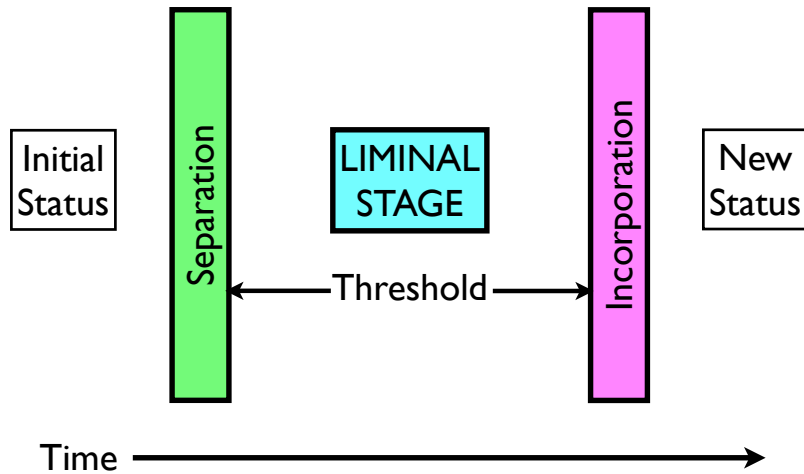 Initial
Status
Separation
LIMINAL
STAGE
Threshold
Incorporation
New
Status
Time